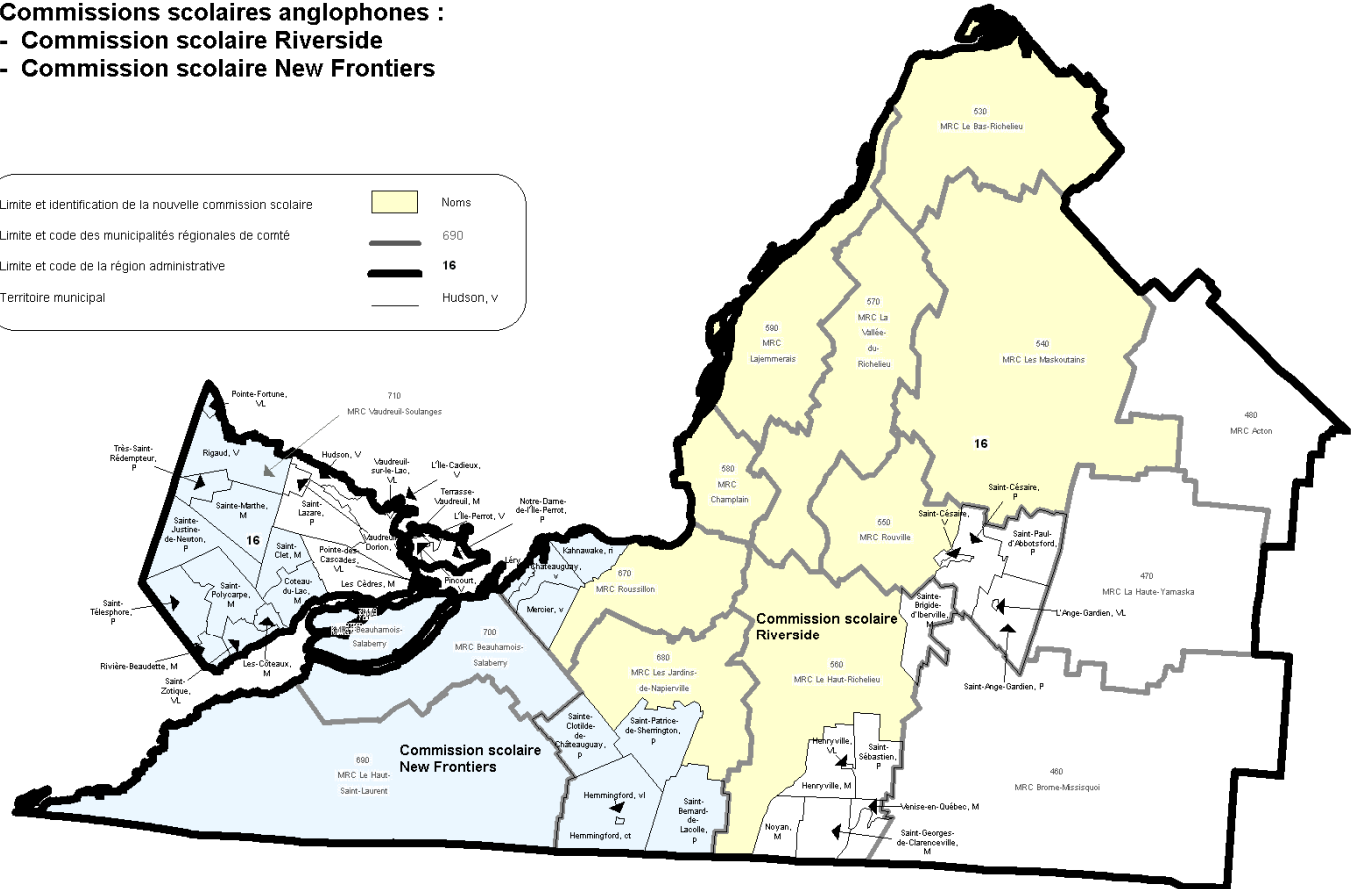 Commissions scolaires anglophones :
- Commission scolaire Riverside
- Commission scolaire New Frontiers
Limite et identification de la nouvelle commission scolaire
Noms
Limite et code des municipalités régionales de comté
690
Limite et code de la région administrative
16
Territoire municipal
Hudson, v
530
MRC Le Bas-Richelieu
570
MRC La
Vallée-
du-
Richelieu
590
MRC
Lajemmerais
540
MRC Les Maskoutains
480
MRC Acton
16
580
MRC
Champlain
550
MRC Rouville
Saint-Césaire,
P
Saint-Césaire,
V
Saint-Paul-
d'Abbotsford,
P
470
MRC La Haute-Yamaska
L'Ange-Gardien, VL
Saint-Ange-Gardien, P
Sainte-
Brigide-
d'Iberville,
M
Pointe-Fortune,
VL
710
MRC Vaudreuil-Soulanges
Très-Saint-
Rédempteur,
P
Rigaud, V
Hudson, V
Vaudreuil-
sur-le-Lac,
VL
L'Île-Cadieux,
V
Terrasse-
Vaudreuil, M
L'Île-Perrot, V
Notre-Dame-
de-l'Île-Perrot,
P
Sainte-Marthe,
M
Saint-
Lazare,
P
Sainte-
Justine-
de-Newton,
P
16
Saint-
Clet, M
Pointe-des-
Cascades,
VL
Vaudreuil-
Dorion, V
Pincourt,
V
Les Cèdres, M
Coteau-
du-Lac,
M
Saint-
Polycarpe,
M
Saint-
Télesphore,
P
Rivière-Beaudette, M
Saint-
Zotique,
VL
Les-Côteaux,
M
Léry,
Kahnawake, ri
Châteauguay,
v
Mercier, v
670
MRC Roussillon
MRC Beauharnois-
Salaberry
700
MRC Beauharnois-
Salaberry
680
MRC Les Jardins-
de-Napierville
Commission scolaire
Riverside
560
MRC Le Haut-Richelieu
Sainte-
Clotilde-
de-
Châteauguay,
P
Saint-Patrice-
de-Sherrington,
P
Commission scolaire
New Frontiers
690
MRC Le Haut-
Saint-Laurent
Hemmingford, vl
Hemmingford, ct
Saint-
Bernard-
de-
Lacolle,
P
Henryville,
VL
Saint-
Sébastien,
P
Henryville, M
Venise-en-Québec, M
Noyan,
M
Saint-Georges-
de-Clarenceville,
M
460
MRC Brome-Missisquoi